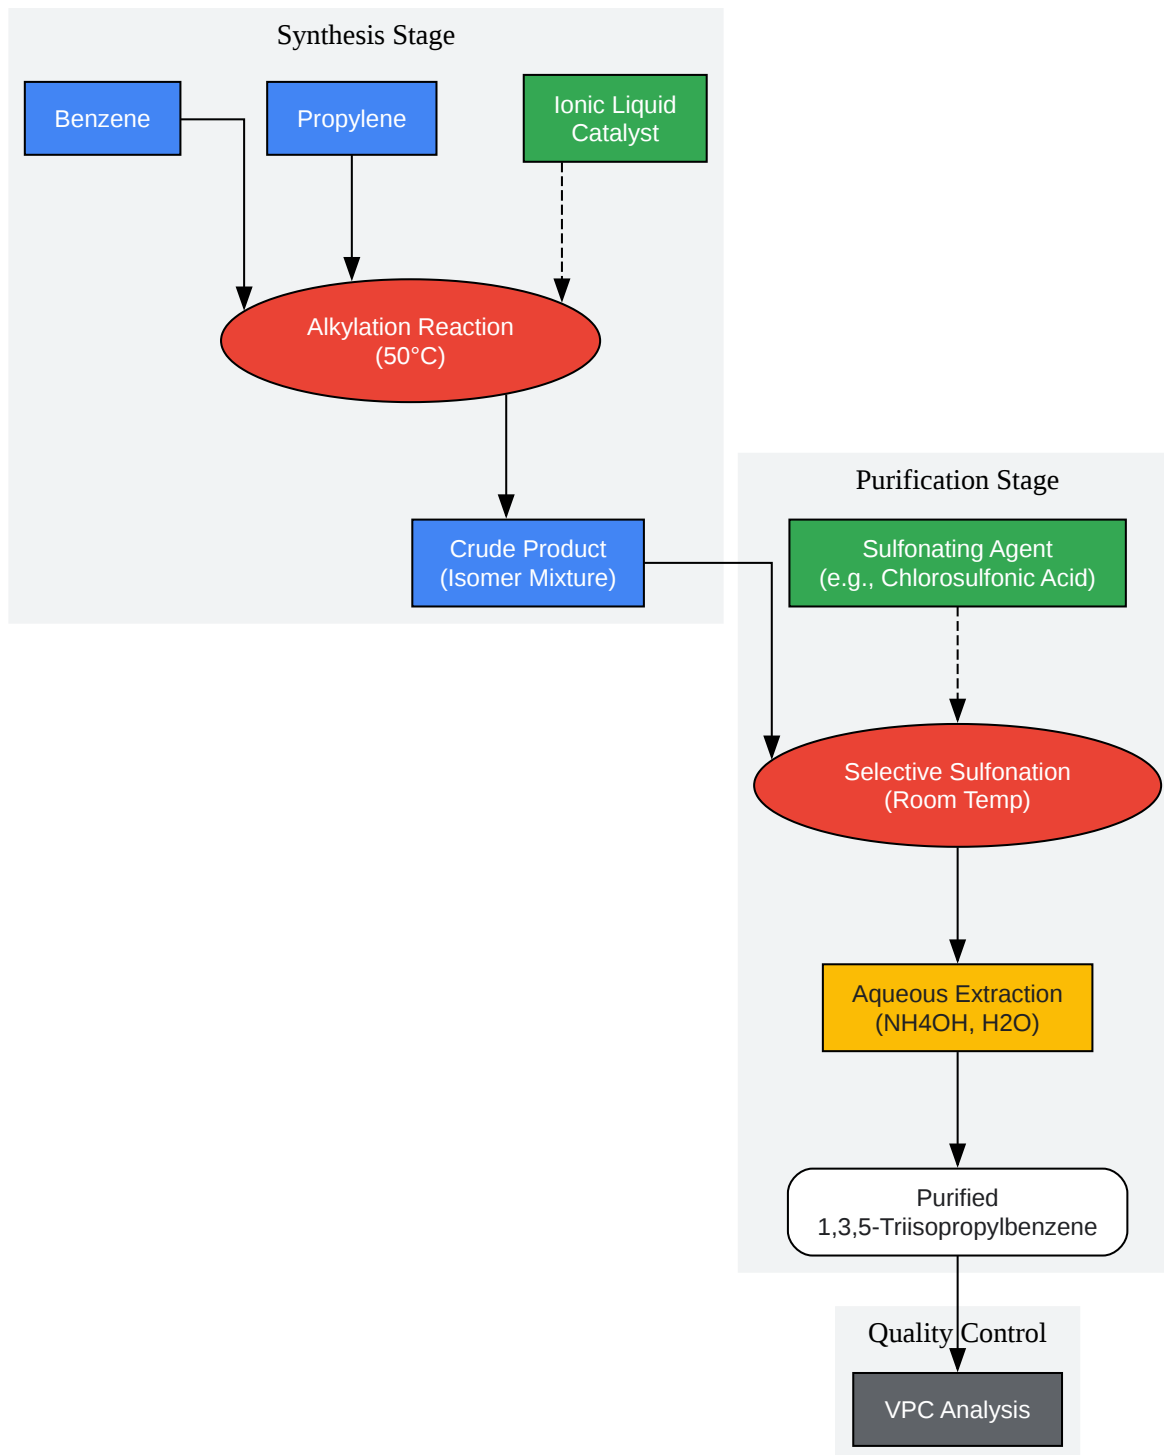 Synthesis Stage
Benzene
Propylene
Ionic Liquid
Catalyst
Alkylation Reaction
(50°C)
Crude Product
(Isomer Mixture)
Purification Stage
Sulfonating Agent
(e.g., Chlorosulfonic Acid)
Selective Sulfonation
(Room Temp)
Aqueous Extraction
(NH4OH, H2O)
Purified
1,3,5-Triisopropylbenzene
Quality Control
VPC Analysis